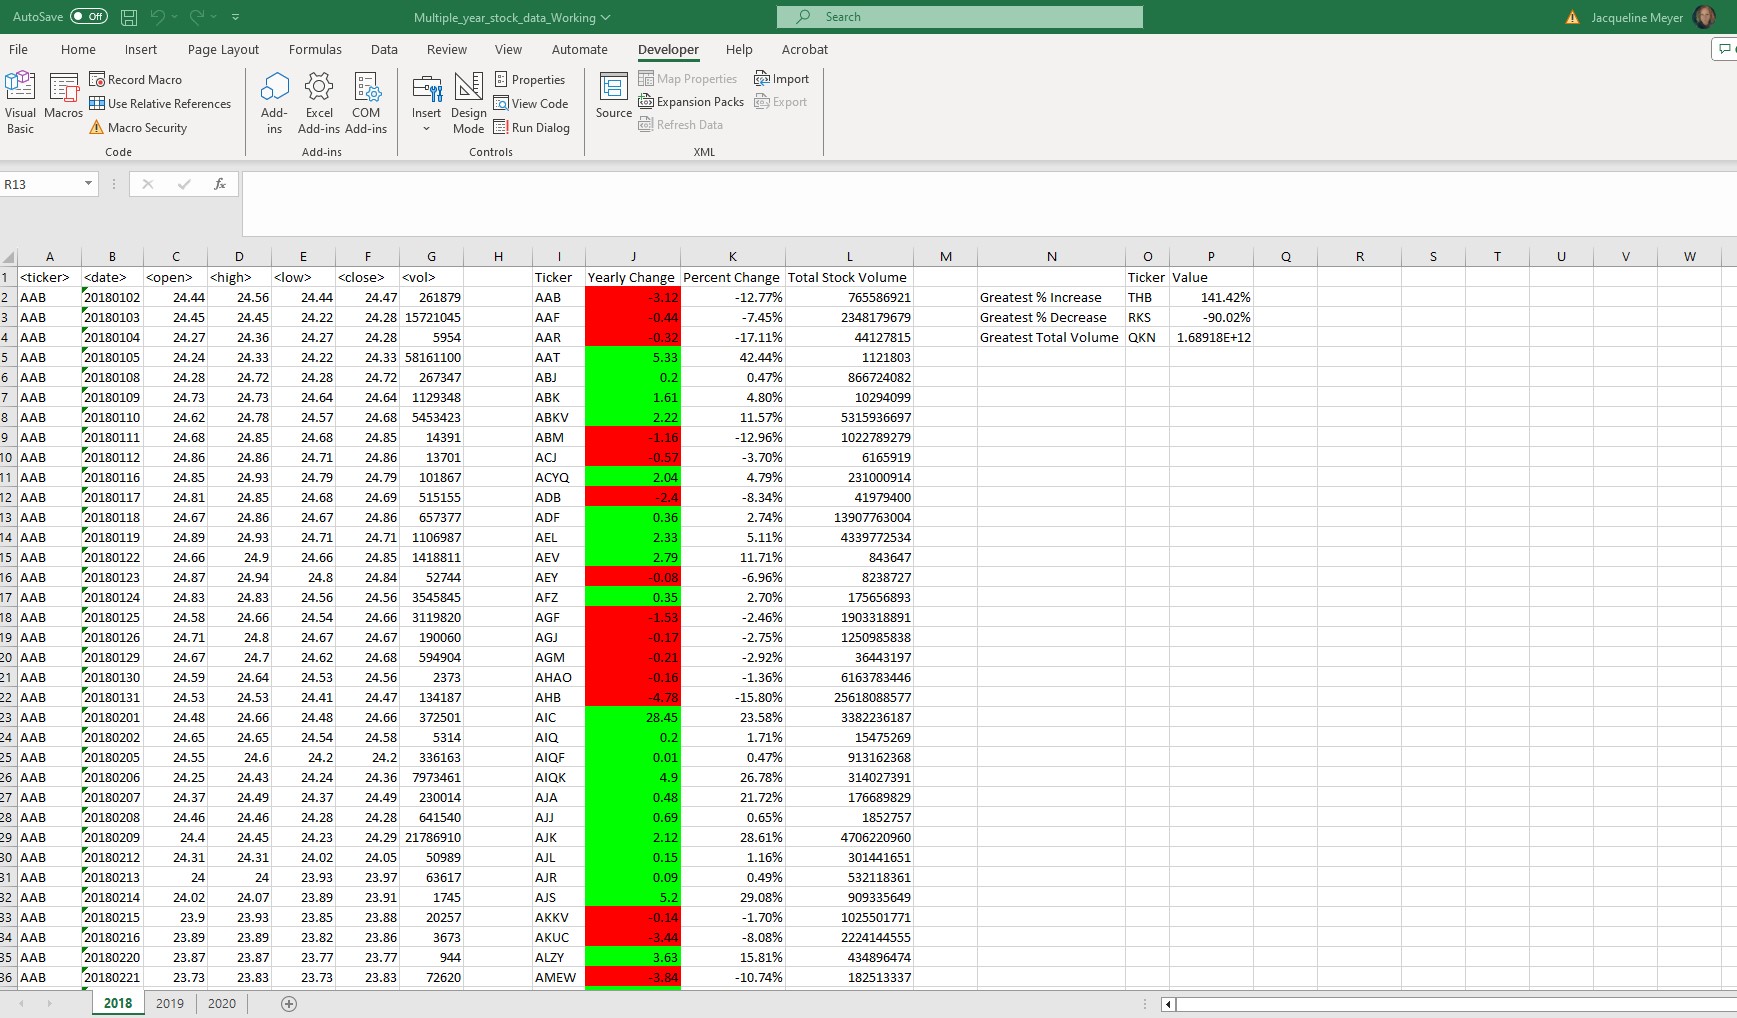 AutoSave Off Multiple_year_stock_data_Working Search Jacqueline Meyer
File Home Insert Page Layout Formulas Data Review View Automate Developer Help Acrobat
Visual Basic
Macros
Record Macro
Use Relative References
Macro Security
Code
Add-ins
Excel Add-ins
COM Add-ins
Add-ins
Insert
Design Mode
Properties
View Code
Run Dialog
Controls
Source
Map Properties
Expansion Packs
Refresh Data
Import
Export
XML
R13 fx
A B C D E F G H I J K L M N O P Q R S T U V W
1 <ticker> <date> <open> <high> <low> <close> <vol> Ticker Yearly Change Percent Change Total Stock Volume Ticker Value
2 AAB 20180102 24.44 24.56 24.44 24.47 261879 AAB -3.12 -12.77% 765586921 Greatest % Increase THB 141.42%
3 AAB 20180103 24.45 24.45 24.22 24.28 15721045 AAF -0.44 -7.45% 2348179679 Greatest % Decrease RKS -90.02%
4 AAB 20180104 24.27 24.36 24.27 24.28 5954 AAR -0.32 -17.11% 44127815 Greatest Total Volume QKN 1.68918E+12
5 AAB 20180105 24.24 24.33 24.22 24.33 58161100 AAT 5.33 42.44% 1121803
6 AAB 20180108 24.28 24.72 24.28 24.72 267347 ABJ 0.2 0.47% 866724082
7 AAB 20180109 24.73 24.73 24.64 24.64 1129348 ABK 1.61 4.80% 10294099
8 AAB 20180110 24.62 24.78 24.57 24.68 5453423 ABKV 2.22 11.57% 5315936697
9 AAB 20180111 24.68 24.85 24.68 24.85 14391 ABM -1.16 -12.96% 1022789279
10 AAB 20180112 24.86 24.86 24.71 24.86 13701 ACJ -0.57 -3.70% 6165919
11 AAB 20180116 24.85 24.93 24.79 24.79 101867 ACYQ 2.04 4.79% 231000914
12 AAB 20180117 24.81 24.85 24.68 24.69 515155 ADB -2.4 -8.34% 41979400
13 AAB 20180118 24.67 24.86 24.67 24.86 657377 ADF 0.36 2.74% 13907763004
14 AAB 20180119 24.89 24.93 24.71 24.71 1106987 AEL 2.33 5.11% 4339772534
15 AAB 20180122 24.66 24.9 24.66 24.85 1418811 AEV 2.79 11.71% 843647
16 AAB 20180123 24.87 24.94 24.8 24.84 52744 AEY -0.08 -6.96% 8238727
17 AAB 20180124 24.83 24.83 24.56 24.56 3545845 AFZ 0.35 2.70% 175656893
18 AAB 20180125 24.58 24.66 24.54 24.66 3119820 AGF -1.53 -2.46% 1903318891
19 AAB 20180126 24.71 24.8 24.67 24.67 190060 AGJ -0.17 -2.75% 1250985838
20 AAB 20180129 24.67 24.7 24.62 24.68 594904 AGM -0.21 -2.92% 36443197
21 AAB 20180130 24.59 24.64 24.53 24.56 2373 AHAO -0.16 -1.36% 6163783446
22 AAB 20180131 24.53 24.53 24.41 24.47 134187 AHB -4.78 -15.80% 25618088577
23 AAB 20180201 24.48 24.66 24.48 24.66 372501 AIC 28.45 23.58% 3382236187
24 AAB 20180202 24.65 24.65 24.54 24.58 5314 AIQ 0.2 1.71% 15475269
25 AAB 20180205 24.55 24.6 24.2 24.2 336163 AIQF 0.01 0.47% 913162368
26 AAB 20180206 24.25 24.43 24.24 24.36 7973461 AIQK 4.9 26.78% 314027391
27 AAB 20180207 24.37 24.49 24.37 24.49 230014 AJA 0.48 21.72% 176689829
28 AAB 20180208 24.46 24.46 24.28 24.28 641540 AJJ 0.69 0.65% 1852757
29 AAB 20180209 24.4 24.45 24.23 24.29 21786910 AJK 2.12 28.61% 4706220960
30 AAB 20180212 24.31 24.31 24.02 24.05 50989 AJL 0.15 1.16% 301441651
31 AAB 20180213 24 24 23.93 23.97 63617 AJR 0.09 0.49% 532118361
32 AAB 20180214 24.02 24.07 23.89 23.91 1745 AJS 5.2 29.08% 909335649
33 AAB 20180215 23.9 23.93 23.85 23.88 20257 AKKV -0.14 -1.70% 1025501771
34 AAB 20180216 23.89 23.89 23.82 23.86 3673 AKUC -3.44 -8.08% 2224144555
35 AAB 20180220 23.87 23.87 23.77 23.77 944 ALZY 3.63 15.81% 434896474
36 AAB 20180221 23.73 23.83 23.73 23.83 72620 AMEW -3.84 -10.74% 182513337
2018 2019 2020